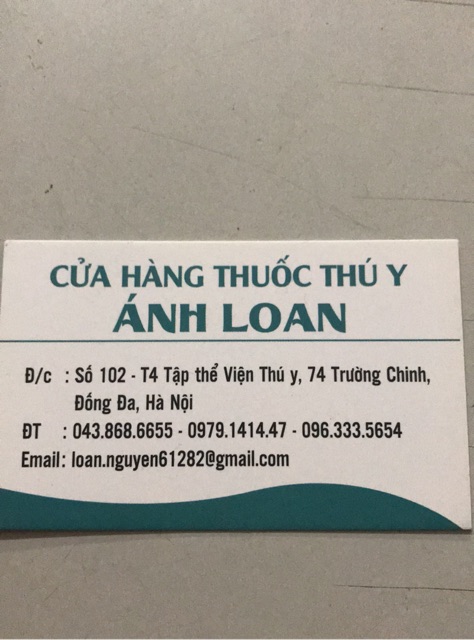 CỬA HÀNG THUỐC THÚ Y
ÁNH LOAN
Đ/c : Số 102 - T4 Tập thể Viện Thú y, 74 Trường Chinh,
Đống Đa, Hà Nội
ĐT : 043.868.6655 - 0979.1414.47 - 096.333.5654
Email: loan.nguyen61282@gmail.com